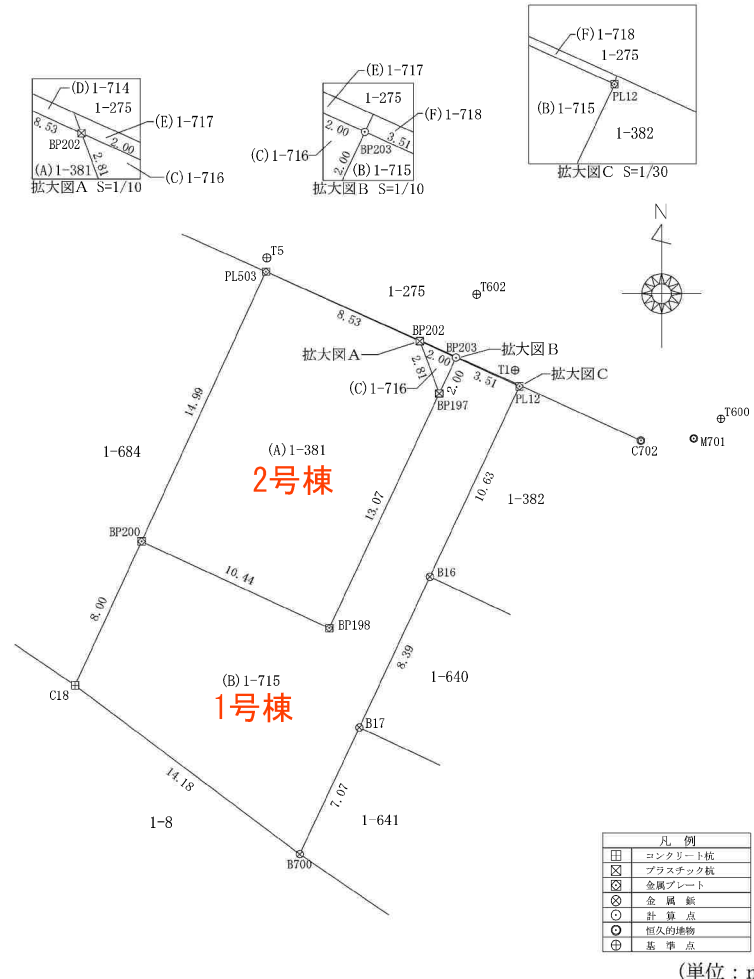 (D)1-714
1-275
(E)1-717
8.53
BP202
2.00
2.81
(A)1-381
(C)1-716
拡大図A S=1/10
(E)1-717
1-275
(F)1-718
2.00
3.51
BP203
(C)1-716
2.00
(B)1-715
拡大図B S=1/10
(F)1-718
1-275
PL12
(B)1-715
1-382
拡大図C S=1/30
N
T5
PL503
1-275
T602
8.53
BP202
BP203
拡大図B
拡大図A
2.00
2.81
T1
拡大図C
(C)1-716
2.00
3.51
PL12
BP197
T600
C702
M701
14.99
1-684
(A)1-381
2号棟
10.63
1-382
13.07
BP200
10.44
B16
8.00
BP198
8.39
(B)1-715
1-640
C18
1号棟
B17
14.18
7.07
1-8
1-641
B700
凡 例
コンクリート杭
プラスチック杭
金属プレート
金 属 鋲
計 算 点
恒久的地物
基 準 点
(単位:m